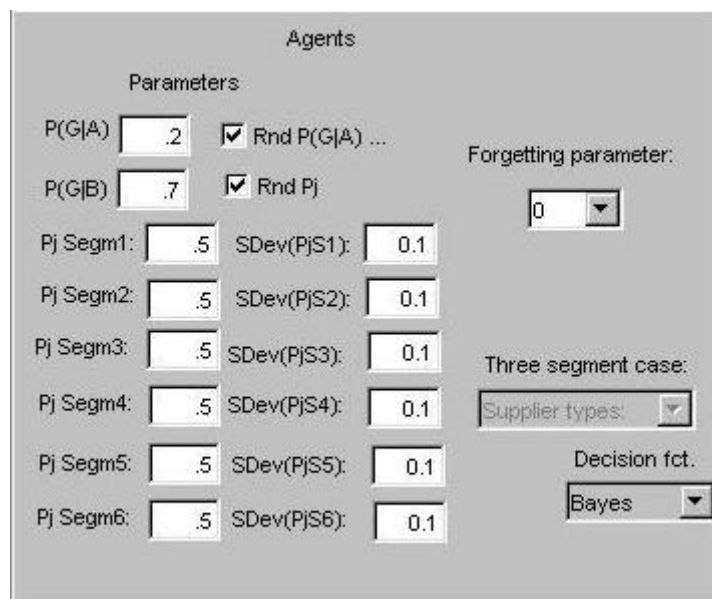 Agents
Parameters
P(G|A) .2 Rnd P(G|A) ...
P(G|B) .7 Rnd Pj
Forgetting parameter:
0
Pj Segm1: .5 SDev(PjS1): 0.1
Pj Segm2: .5 SDev(PjS2): 0.1
Pj Segm3: .5 SDev(PjS3): 0.1
Pj Segm4: .5 SDev(PjS4): 0.1
Pj Segm5: .5 SDev(PjS5): 0.1
Pj Segm6: .5 SDev(PjS6): 0.1
Three segment case:
Supplier types:
Decision fct.
Bayes